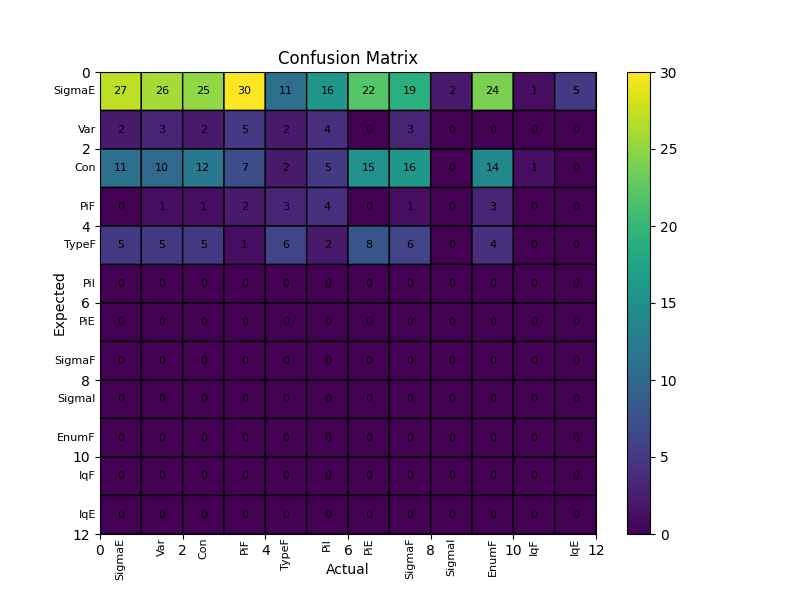 Confusion Matrix
0
SigmaE 27 26 25 30 11 16 22 19 2 24 1 5
Var 2 3 2 5 2 4 0 3 0 0 0 0
2
Con 11 10 12 7 2 5 15 16 0 14 1 0
PiF 0 1 1 2 3 4 0 1 0 3 0 0
4
TypeF 5 5 5 1 6 2 8 6 0 4 0 0
PiI 0 0 0 0 0 0 0 0 0 0 0 0
6
PiE 0 0 0 0 0 0 0 0 0 0 0 0
SigmaF 0 0 0 0 0 0 0 0 0 0 0 0
8
SigmaI 0 0 0 0 0 0 0 0 0 0 0 0
EnumF 0 0 0 0 0 0 0 0 0 0 0 0
10
IqF 0 0 0 0 0 0 0 0 0 0 0 0
IqE 0 0 0 0 0 0 0 0 0 0 0 0
12
Expected
0 2 4 6 8 10 12
SigmaE Var Con PiF TypeF PiI PiE SigmaF SigmaI EnumF IqF IqE
Actual
30
25
20
15
10
5
0